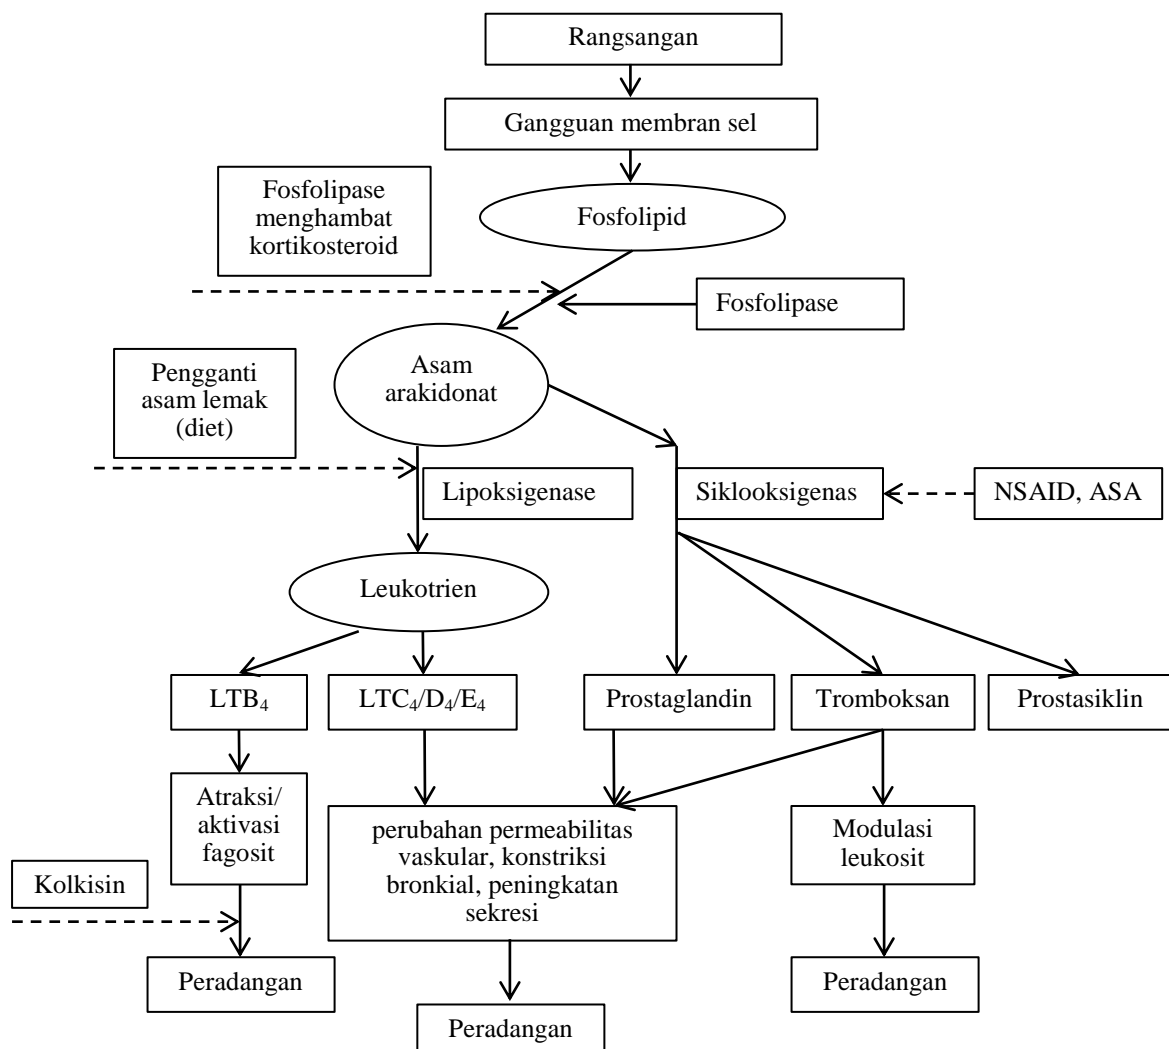 Rangsangan
Gangguan membran sel
Fosfolipase
menghambat
kortikosteroid
Fosfolipid
Fosfolipase
Asam
arakidonat
Pengganti
asam lemak
(diet)
Lipoksigenase
Siklooksigenas
NSAID, ASA
Leukotrien
LTB₄
LTC₄/D₄/E₄
Prostaglandin
Tromboksan
Prostasiklin
Atraksi/
aktivasi
fagosit
perubahan permeabilitas
vaskular, konstriksi
bronkial, peningkatan
sekresi
Modulasi
leukosit
Kolkisin
Peradangan
Peradangan
Peradangan